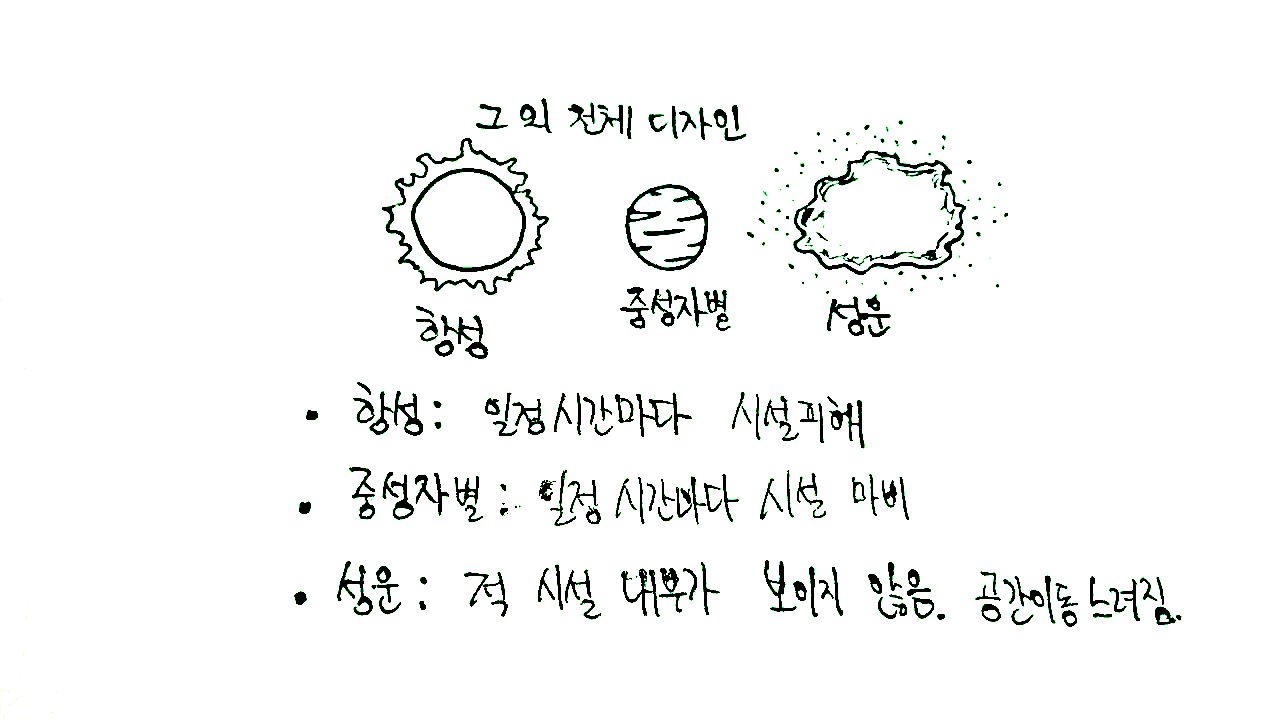 그 외 천체 디자인
항성
중성자별
성운
• 항성: 일정시간마다 시설피해
• 중성자별: 일정 시간마다 시설 마비
• 성운: 적 시설 내부가 보이지 않음. 공간이동 느려짐.